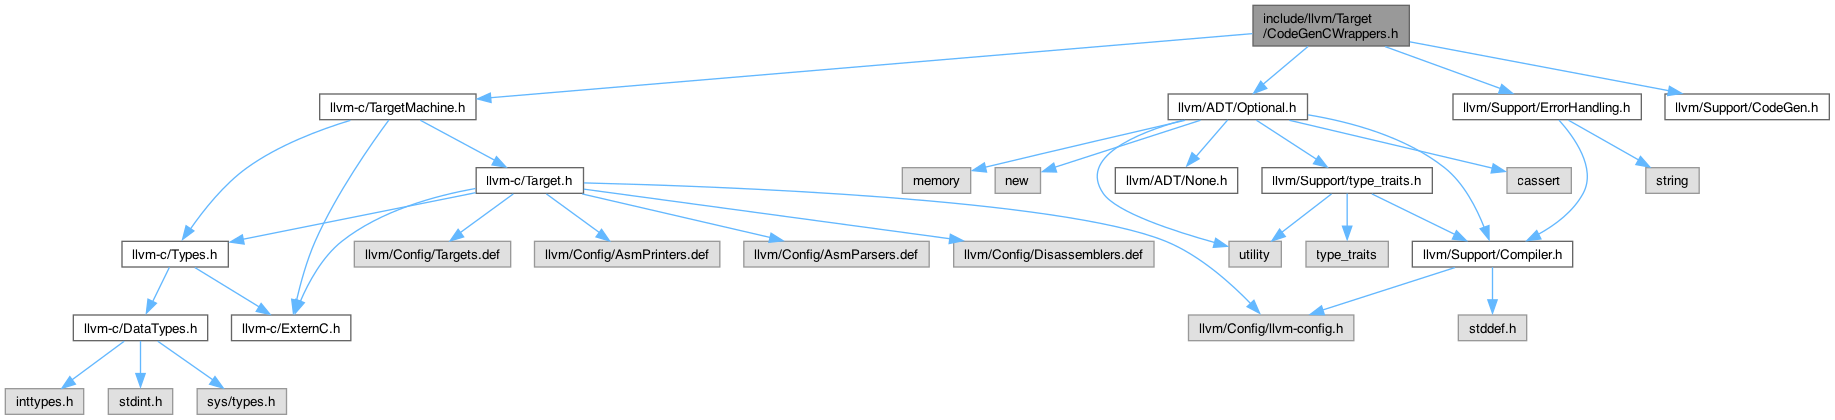 include/llvm/Target
/CodeGenCWrappers.h
llvm-c/TargetMachine.h
llvm/ADT/Optional.h
llvm/Support/ErrorHandling.h
llvm/Support/CodeGen.h
llvm-c/Target.h
memory
new
llvm/ADT/None.h
llvm/Support/type_traits.h
cassert
string
llvm-c/Types.h
llvm/Config/Targets.def
llvm/Config/AsmPrinters.def
llvm/Config/AsmParsers.def
llvm/Config/Disassemblers.def
utility
type_traits
llvm/Support/Compiler.h
llvm-c/DataTypes.h
llvm-c/ExternC.h
llvm/Config/llvm-config.h
stddef.h
inttypes.h
stdint.h
sys/types.h